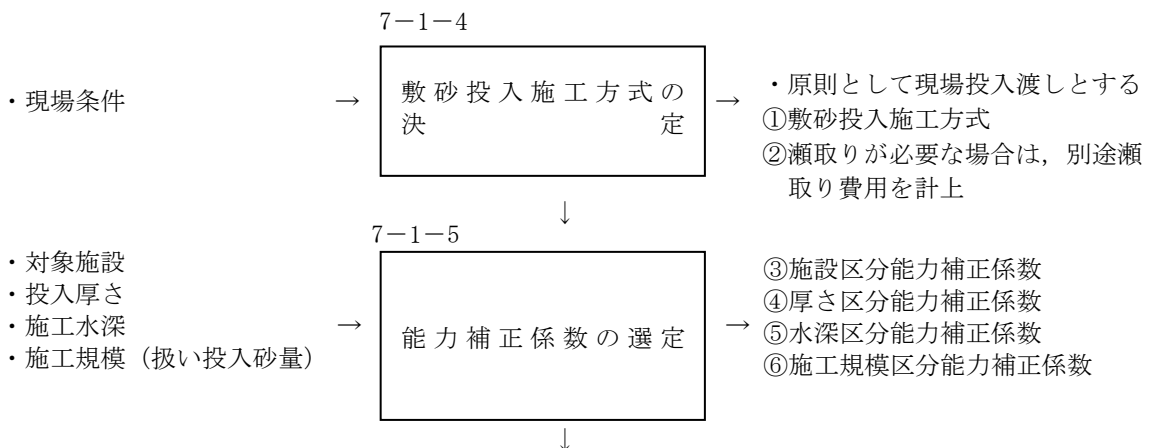 7－1－4
・現場条件
→
敷砂投入施工方式の
決定
→
・原則として現場投入渡しとする
①敷砂投入施工方式
②瀬取りが必要な場合は，別途瀬
取り費用を計上
↓
7－1－5
・対象施設
・投入厚さ
・施工水深
・施工規模（扱い投入砂量）
→
能力補正係数の選定
→
③施設区分能力補正係数
④厚さ区分能力補正係数
⑤水深区分能力補正係数
⑥施工規模区分能力補正係数
↓